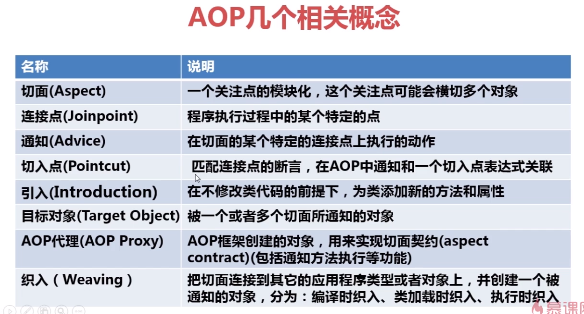 AOP几个相关概念
名称 说明
切面(Aspect) 一个关注点的模块化，这个关注点可能会横切多个对象
连接点(Joinpoint) 程序执行过程中的某个特定的点
通知(Advice) 在切面的某个特定的连接点上执行的动作
切入点(Pointcut) 匹配连接点的断言，在AOP中通知和一个切入点表达式关联
引入(Introduction) 在不修改类代码的前提下，为类添加新的方法和属性
目标对象(Target Object) 被一个或者多个切面所通知的对象
AOP代理(AOP Proxy) AOP框架创建的对象，用来实现切面契约(aspect
contract)(包括通知方法执行等功能)
织入（Weaving） 把切面连接到其它的应用程序类型或者对象上，并创建一个被
通知的对象，分为：编译时织入、类加载时织入、执行时织入
慕课网